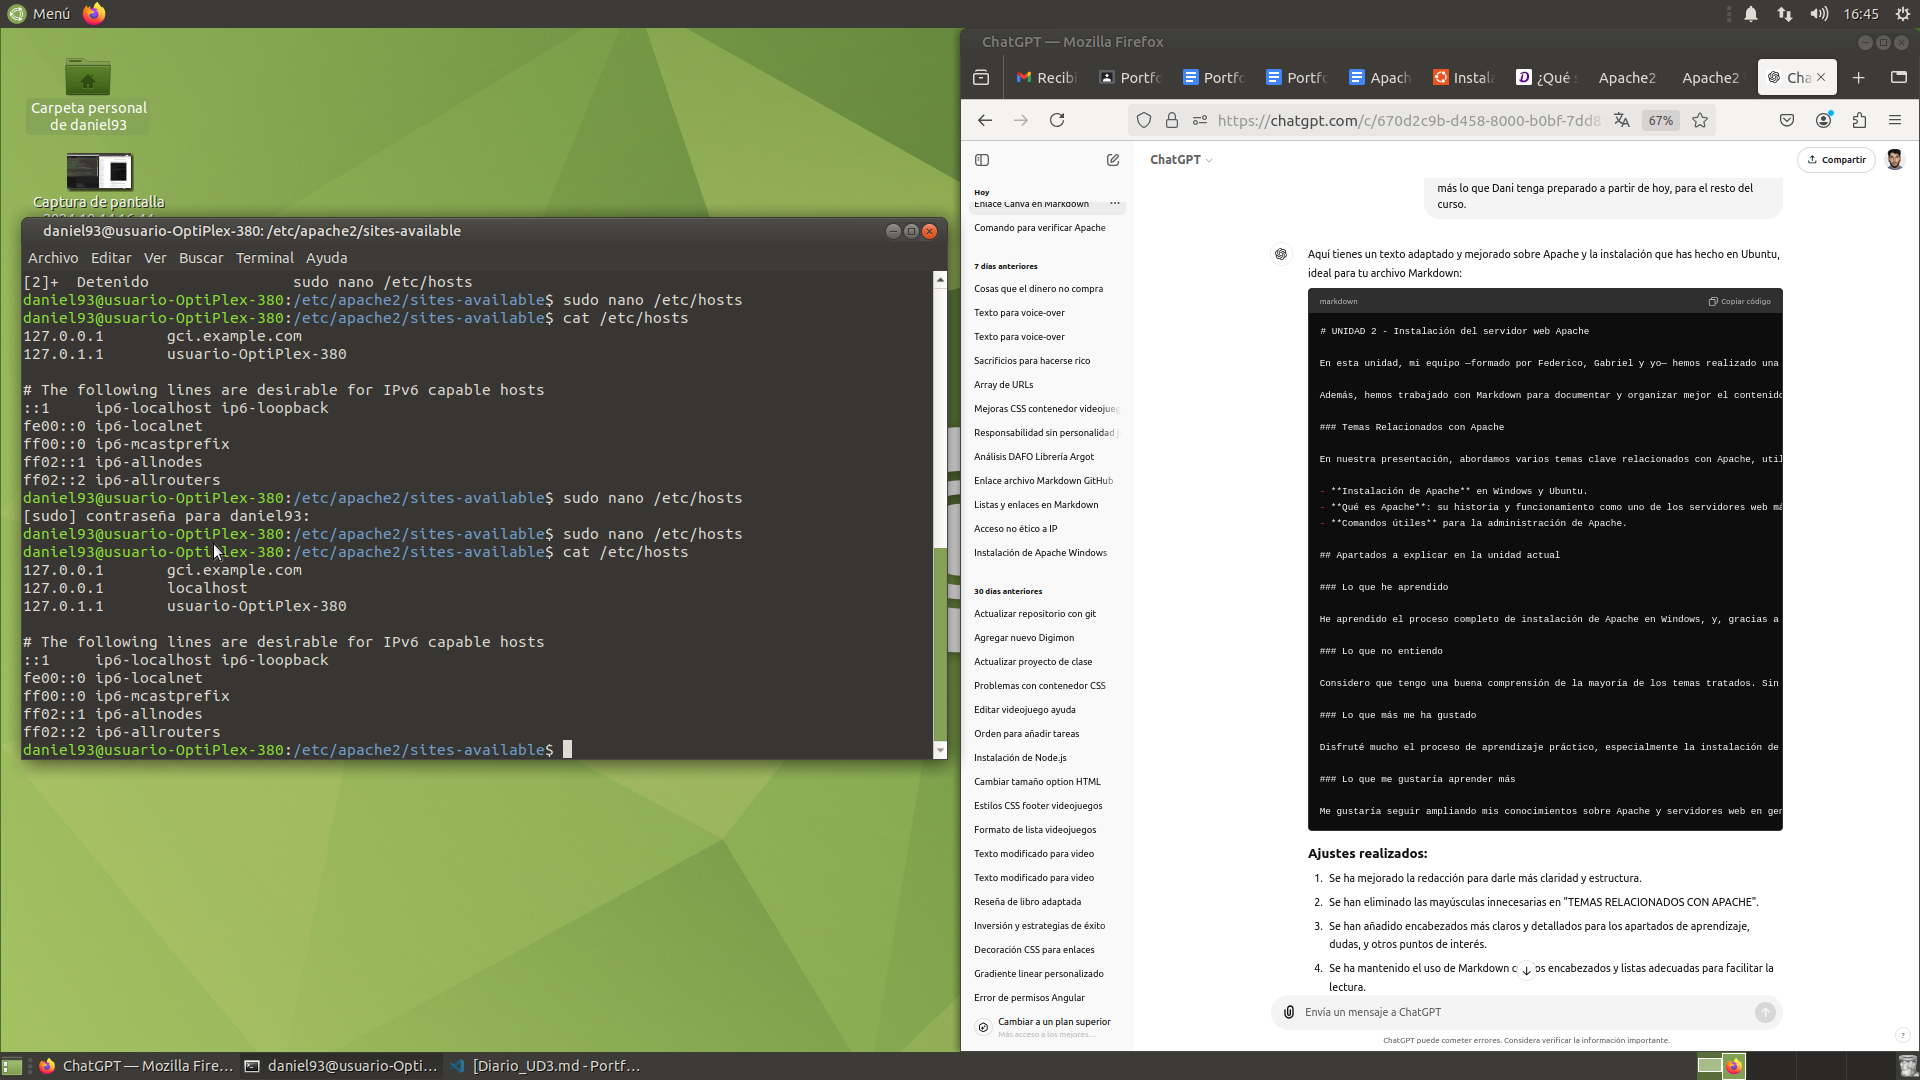 Menú
16:45
Carpeta personal
de daniel93
Captura de pantalla
daniel93@usuario-OptiPlex-380: /etc/apache2/sites-available
Archivo Editar Ver Buscar Terminal Ayuda
[2]+  Detenido                sudo nano /etc/hosts
daniel93@usuario-OptiPlex-380:/etc/apache2/sites-available$ sudo nano /etc/hosts
daniel93@usuario-OptiPlex-380:/etc/apache2/sites-available$ cat /etc/hosts
127.0.0.1       gci.example.com
127.0.1.1       usuario-OptiPlex-380
# The following lines are desirable for IPv6 capable hosts
::1     ip6-localhost ip6-loopback
fe00::0 ip6-localnet
ff00::0 ip6-mcastprefix
ff02::1 ip6-allnodes
ff02::2 ip6-allrouters
daniel93@usuario-OptiPlex-380:/etc/apache2/sites-available$ sudo nano /etc/hosts
[sudo] contraseña para daniel93:
daniel93@usuario-OptiPlex-380:/etc/apache2/sites-available$ sudo nano /etc/hosts
daniel93@usuario-OptiPlex-380:/etc/apache2/sites-available$ cat /etc/hosts
127.0.0.1       gci.example.com
127.0.0.1       localhost
127.0.1.1       usuario-OptiPlex-380
# The following lines are desirable for IPv6 capable hosts
::1     ip6-localhost ip6-loopback
fe00::0 ip6-localnet
ff00::0 ip6-mcastprefix
ff02::1 ip6-allnodes
ff02::2 ip6-allrouters
daniel93@usuario-OptiPlex-380:/etc/apache2/sites-available$
ChatGPT — Mozilla Firefox
Recibi Portfo Portfo Portfo Apach Instala ¿Qué Apache2 Apache2 Cha
https://chatgpt.com/c/670d2c9b-d458-8000-b0bf-7dd8
67%
ChatGPT
Compartir
Hoy
Enlace Canva en Markdown
Comando para verificar Apache
7 días anteriores
Cosas que el dinero no compra
Texto para voice-over
Texto para voice-over
Sacrificios para hacerse rico
Array de URLs
Mejoras CSS contenedor videojueg
Responsabilidad sin personalidad j
Análisis DAFO Librería Argot
Enlace archivo Markdown GitHub
Listas y enlaces en Markdown
Acceso no ético a IP
Instalación de Apache Windows
30 días anteriores
Actualizar repositorio con git
Agregar nuevo Digimon
Actualizar proyecto de clase
Problemas con contenedor CSS
Editar videojuego ayuda
Orden para añadir tareas
Instalación de Node.js
Cambiar tamaño option HTML
Estilos CSS footer videojuegos
Formato de lista videojuegos
Texto modificado para video
Texto modificado para video
Reseña de libro adaptada
Inversión y estrategias de éxito
Decoración CSS para enlaces
Gradiente linear personalizado
Error de permisos Angular
Cambiar a un plan superior
Más acceso a los mejores...
más lo que Dani tenga preparado a partir de hoy, para el resto del
curso.
Aquí tienes un texto adaptado y mejorado sobre Apache y la instalación que has hecho en Ubuntu,
ideal para tu archivo Markdown:
markdown
Copiar código
# UNIDAD 2 - Instalación del servidor web Apache
En esta unidad, mi equipo —formado por Federico, Gabriel y yo— hemos realizado una
Además, hemos trabajado con Markdown para documentar y organizar mejor el contenido
### Temas Relacionados con Apache
En nuestra presentación, abordamos varios temas clave relacionados con Apache, util
- **Instalación de Apache** en Windows y Ubuntu.
- **Qué es Apache**: su historia y funcionamiento como uno de los servidores web má
- **Comandos útiles** para la administración de Apache.
## Apartados a explicar en la unidad actual
### Lo que he aprendido
He aprendido el proceso completo de instalación de Apache en Windows, y, gracias a
### Lo que no entiendo
Considero que tengo una buena comprensión de la mayoría de los temas tratados. Sin
### Lo que más me ha gustado
Disfruté mucho el proceso de aprendizaje práctico, especialmente la instalación de
### Lo que me gustaría aprender más
Me gustaría seguir ampliando mis conocimientos sobre Apache y servidores web en gen
Ajustes realizados:
1. Se ha mejorado la redacción para darle más claridad y estructura.
2. Se han eliminado las mayúsculas innecesarias en "TEMAS RELACIONADOS CON APACHE".
3. Se han añadido encabezados más claros y detallados para los apartados de aprendizaje,
dudas, y otros puntos de interés.
4. Se ha mantenido el uso de Markdown c os encabezados y listas adecuadas para facilitar la
lectura.
Envía un mensaje a ChatGPT
ChatGPT puede cometer errores. Considera verificar la información importante.
?
ChatGPT — Mozilla Fire...
daniel93@usuario-Opti...
[Diario_UD3.md - Portf...